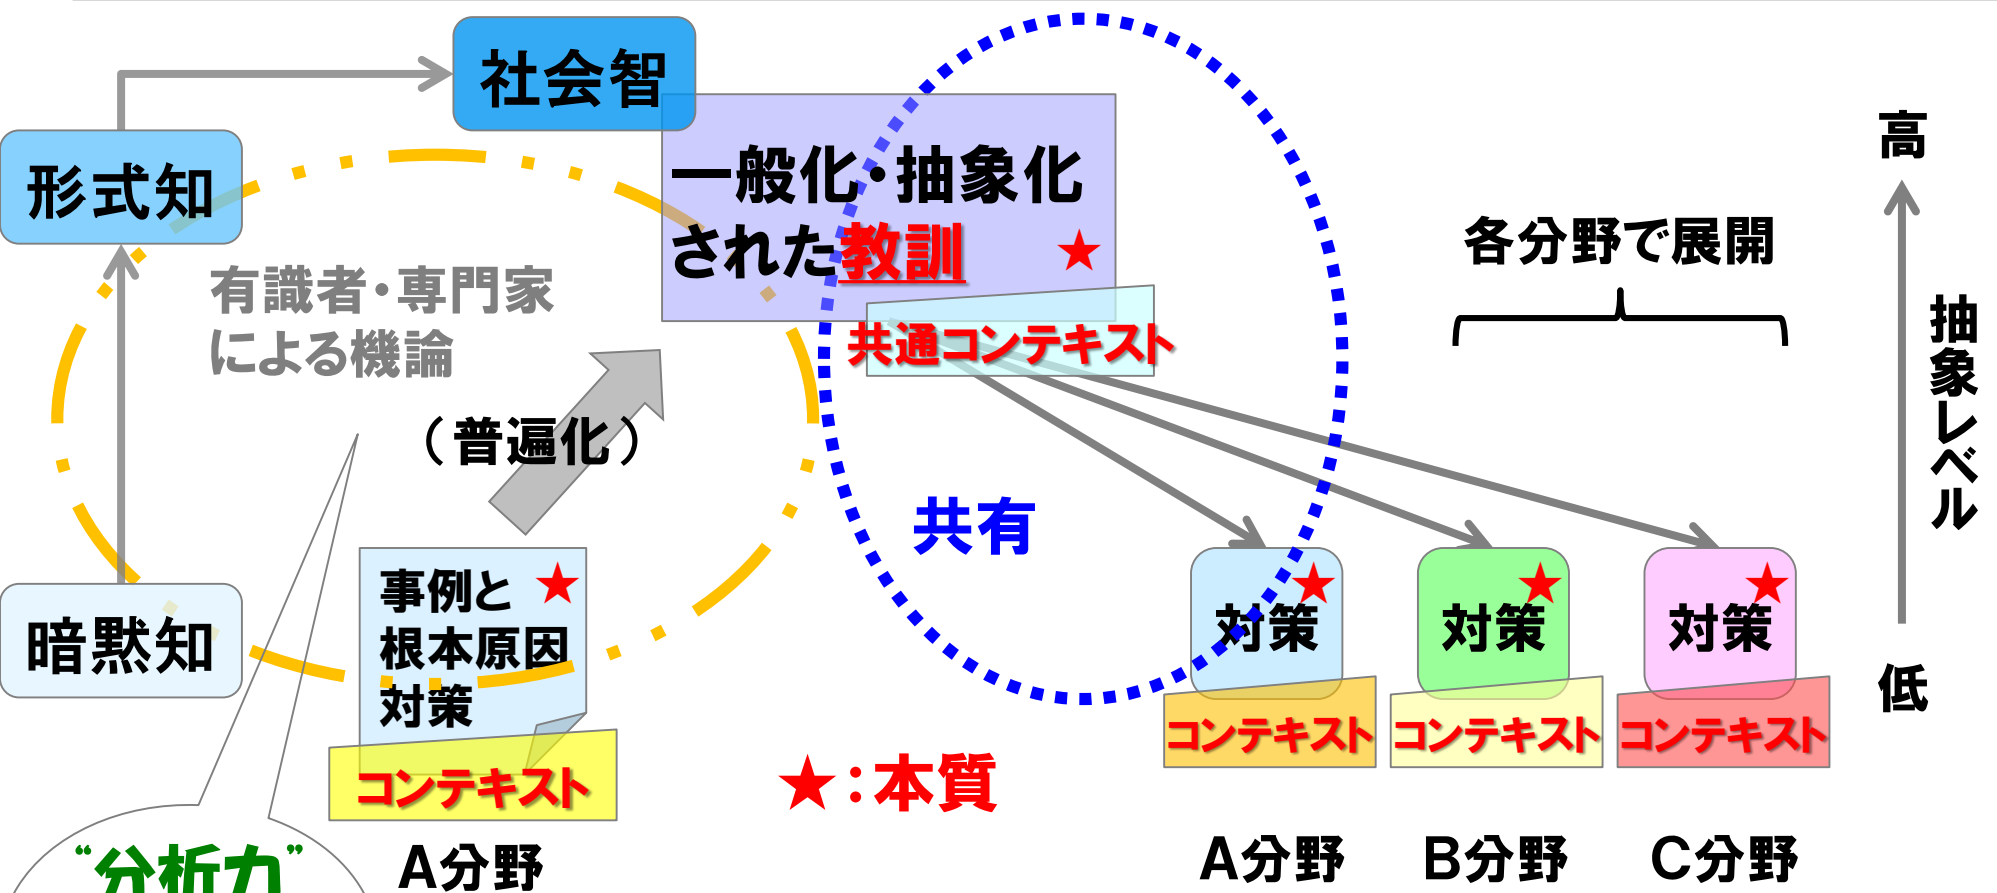 社会智
形式知
一般化・抽象化
された教訓 ★
共通コンテキスト
有識者・専門家
による機論
（普遍化）
各分野で展開
高
抽象レベル
低
共有
暗黙知
事例と ★
根本原因
対策
コンテキスト
A分野
“分析力”
★：本質
★
対策
コンテキスト
A分野
★
対策
コンテキスト
B分野
★
対策
コンテキスト
C分野